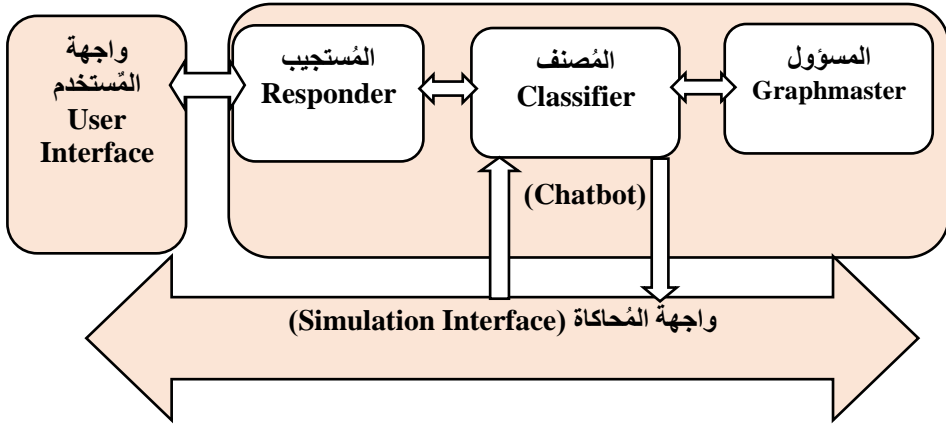 واجهة
المٌستخدم
User
Interface
المُستجيب
Responder
المُصنف
Classifier
المسؤول
Graphmaster
(Chatbot)
واجهة المُحاكاة (Simulation Interface)